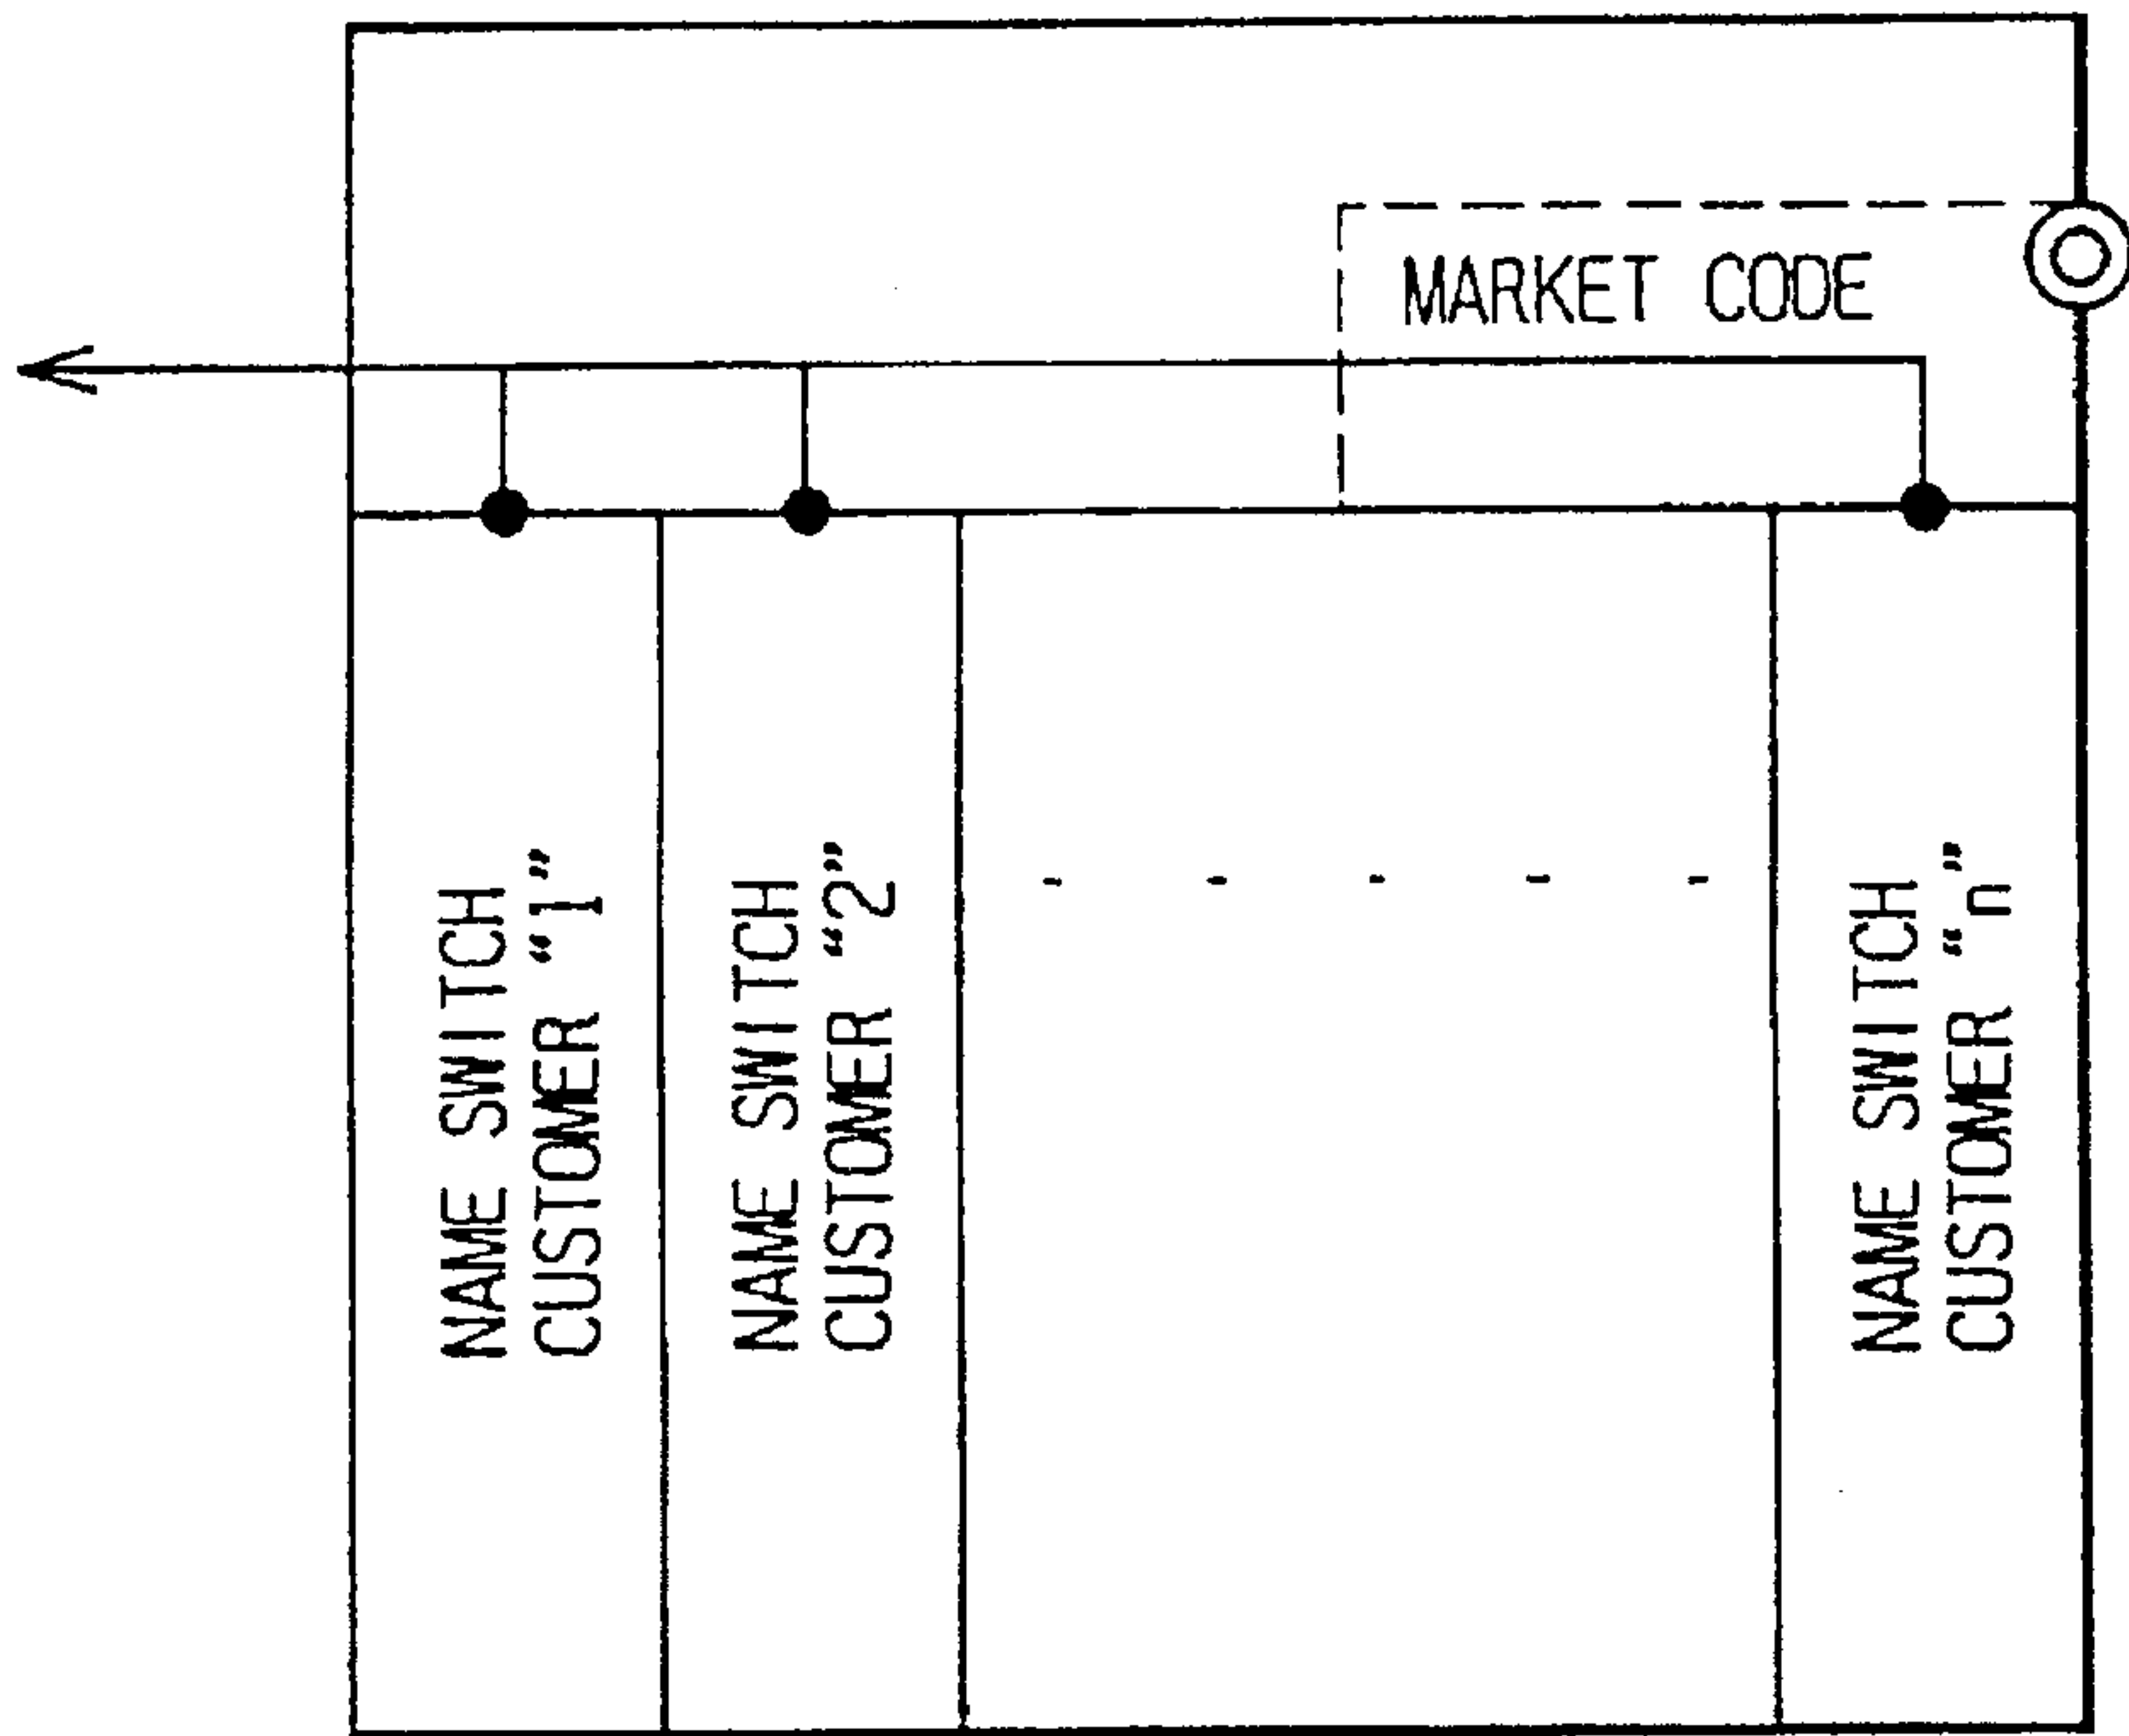 MARKET CODE
NAME SWITCH
CUSTOMER “1”
NAME SWITCH
CUSTOMER “2”
- - - - -
NAME SWITCH
CUSTOMER “n”